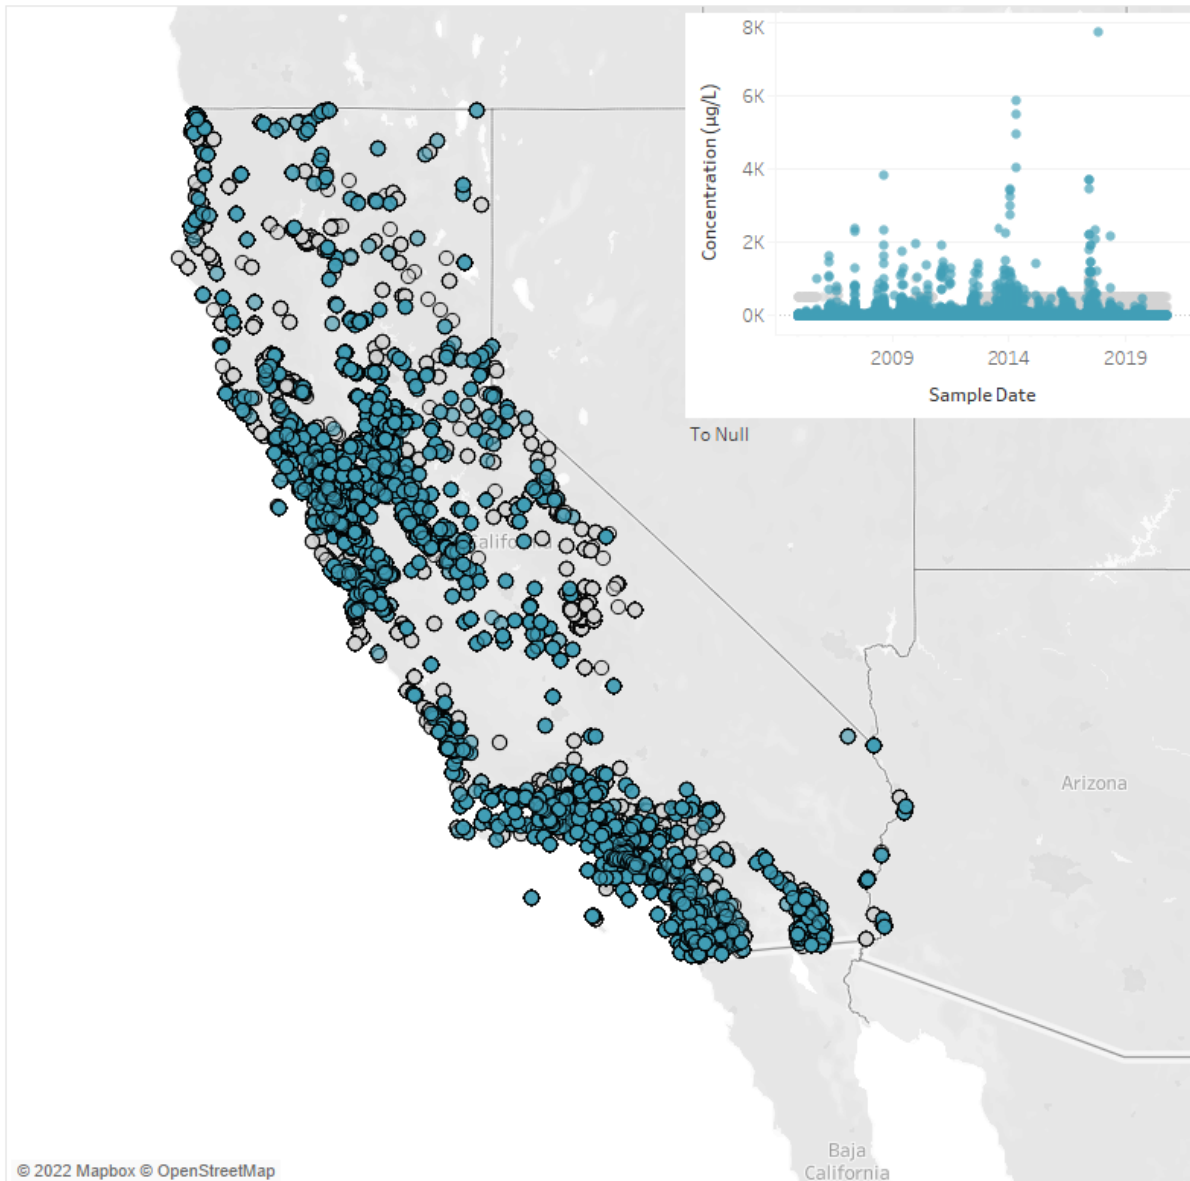 8K
6K
4K
2K
0K
Concentration (µg/L)
2009 2014 2019
Sample Date
To Null
California
Arizona
Baja
California
© 2022 Mapbox © OpenStreetMap